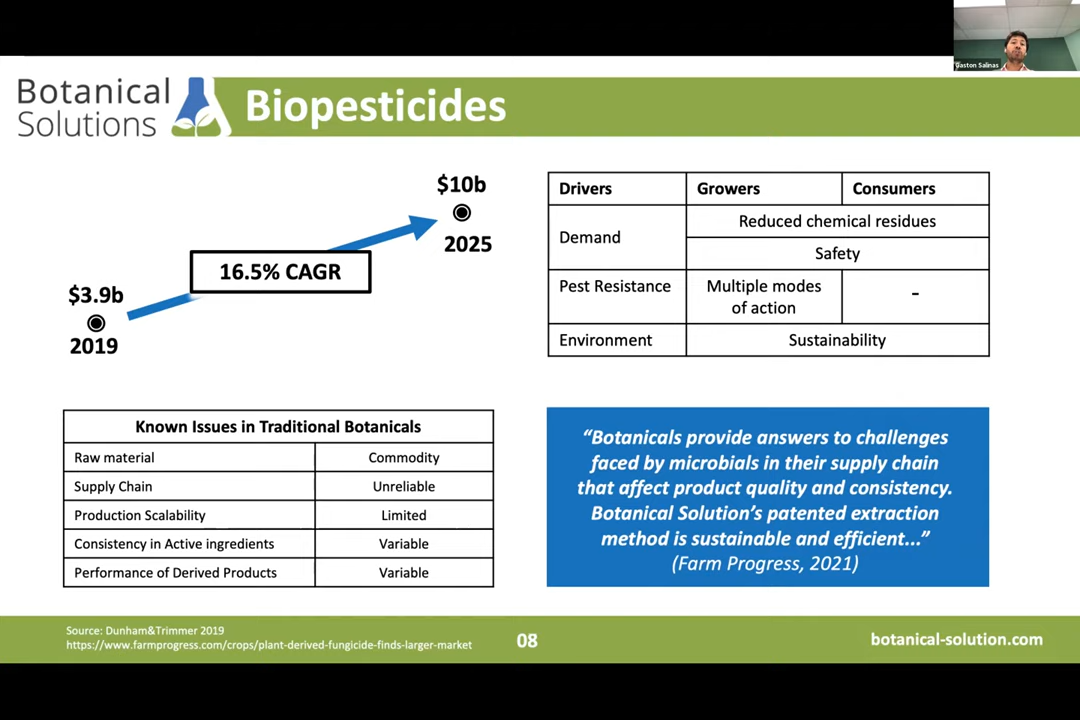 Gaston Salinas
Botanical
Solutions
Biopesticides
$10b
2025
16.5% CAGR
$3.9b
2019
Drivers Growers Consumers
Demand
Reduced chemical residues
Safety
Pest Resistance
Multiple modes
of action
-
Environment
Sustainability
Known Issues in Traditional Botanicals
Raw material Commodity
Supply Chain Unreliable
Production Scalability Limited
Consistency in Active ingredients Variable
Performance of Derived Products Variable
“Botanicals provide answers to challenges
faced by microbials in their supply chain
that affect product quality and consistency.
Botanical Solution’s patented extraction
method is sustainable and efficient...”
(Farm Progress, 2021)
Source: Dunham&Trimmer 2019
https://www.farmprogress.com/crops/plant-derived-fungicide-finds-larger-market
08
botanical-solution.com